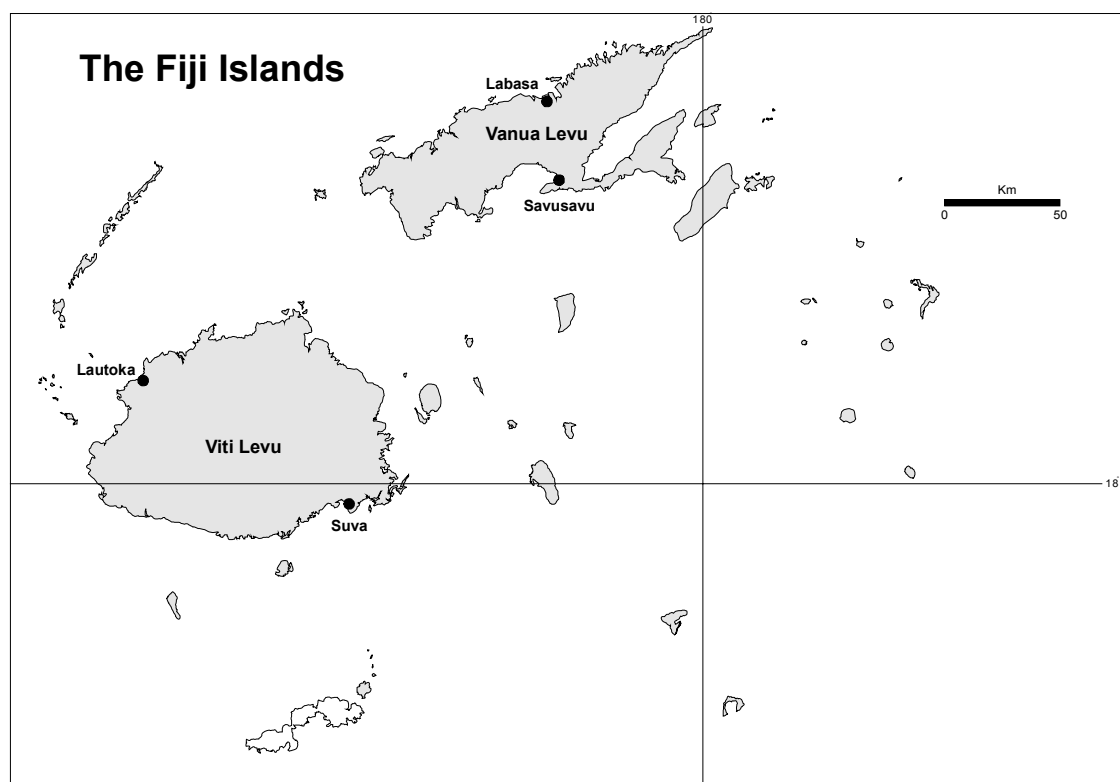 180
The Fiji Islands
Labasa
Vanua Levu
Savusavu
Km
0 50
Lautoka
Viti Levu
18
Suva